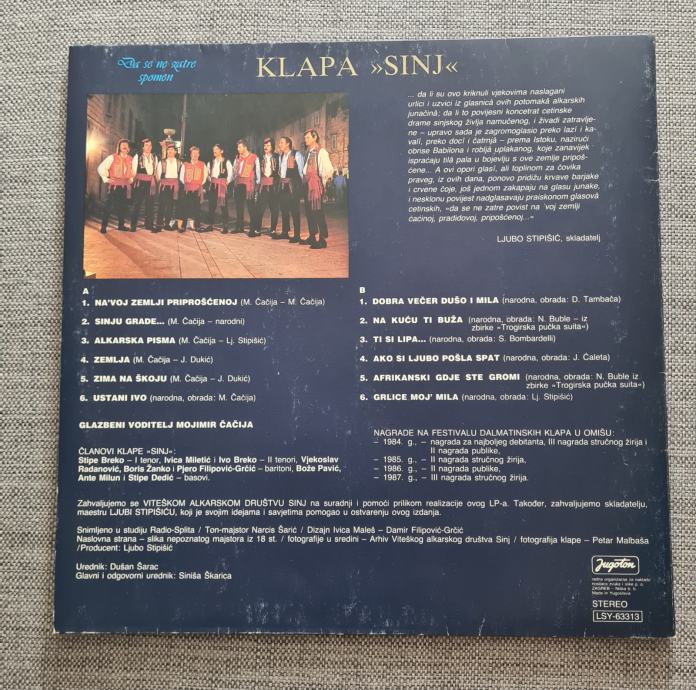 Da se ne zatre
spomen
KLAPA »SINJ«
... da li su ovo kriknuli vjekovima naslagani
urlici i uzvici iz glasnica ovih potomaka alkarskih
junačina; da li to povijesni koncetrat cetinske
drame sinjskog življa namučenog, i živadi zatravlje-
ne – upravo sada je zagromoglasio preko lazi i ka-
vali, preko doci i čatrnjâ – prema Istoku, nazirući
obrise Babilona i roblja uplakanog, koje zanavijek
ispraćaju tila pala u bojevlju s ove zemlje pripoš-
ćene... A ovi opori glasi, ali toplinom za čovika
praveg, iz ovih dana, ponovo pridižu krvave barjake
i crvene čoje, još jednom zakapaju na glasu junake,
i nesklonu povijest nadglasavaju praiskonom glasova
cetinskih, »da se ne zatre povist na 'voj zemlji
ćaćinoj, pradidovoj, pripošćenoj...«
LJUBO STIPIŠIĆ, skladatelj
A
1. NA'VOJ ZEMLJI PRIPROŠĆENOJ (M. Čačija – M. Čačija)
2. SINJU GRADE... (M. Čačija – narodni)
3. ALKARSKA PISMA (M. Čačija – Lj. Stipišić)
4. ZEMLJA (M. Čačija – J. Dukić)
5. ZIMA NA ŠKOJU (M. Čačija – J. Dukić)
6. USTANI IVO (narodna, obrada: M. Čačija)
GLAZBENI VODITELJ MOJIMIR ČAČIJA
ČLANOVI KLAPE »SINJ«:
Stipe Breko – I tenor, Ivica Miletić i Ivo Breko – II tenori, Vjekoslav
Radanović, Boris Žanko i Pjero Filipović-Grčić – baritoni, Bože Pavić,
Ante Milun i Stipe Dedić – basovi.
B
1. DOBRA VEČER DUŠO I MILA (narodna, obrada: D. Tambača)
2. NA KUĆU TI BUŽA (narodna, obrada: N. Buble – iz
zbirke »Trogirska pučka suita«)
3. TI SI LIPA... (narodna, obrada: S. Bombardelli)
4. AKO SI LJUBO POŠLA SPAT (narodna, obrada: J. Ćaleta)
5. AFRIKANSKI GDJE STE GROMI (narodna, obrada: N. Buble iz
zbirke »Trogirska pučka suita«)
6. GRLICE MOJ' MILA (narodna, obrada: Lj. Stipišić)
NAGRADE NA FESTIVALU DALMATINSKIH KLAPA U OMIŠU:
– 1984. g., – nagrada za najboljeg debitanta, III nagrada stručnog žirija i
II nagrada publike,
– 1985. g., – II nagrada stručnog žirija,
– 1986. g., – II nagrada publike,
– 1987. g., – III nagrada stručnog žirija.
Zahvaljujemo se VITEŠKOM ALKARSKOM DRUŠTVU SINJ na suradnji i pomoći prilikom realizacije ovog LP-a. Također, zahvaljujemo skladatelju,
maestru LJUBI STIPIŠIĆU, koji je svojim idejama i savjetima pomogao u ostvarenju ovog izdanja.
Snimljeno u studiju Radio-Splita / Ton-majstor Narcis Šarić / Dizajn Ivica Maleš – Damir Filipović-Grčić
Naslovna strana – slika nepoznatog majstora iz 18 st. / fotografije u sredini – Arhiv Viteškog alkarskog društva Sinj / fotografija klape – Petar Malbaša
/Producent: Ljubo Stipišić
Urednik: Dušan Šarac
Glavni i odgovorni urednik: Siniša Škarica
Jugoton
radna organizacija za nakladu
nosilaca zvuka i slike p. o.
ZAGREB –
Made in Yugoslavia
STEREO
LSY-63313